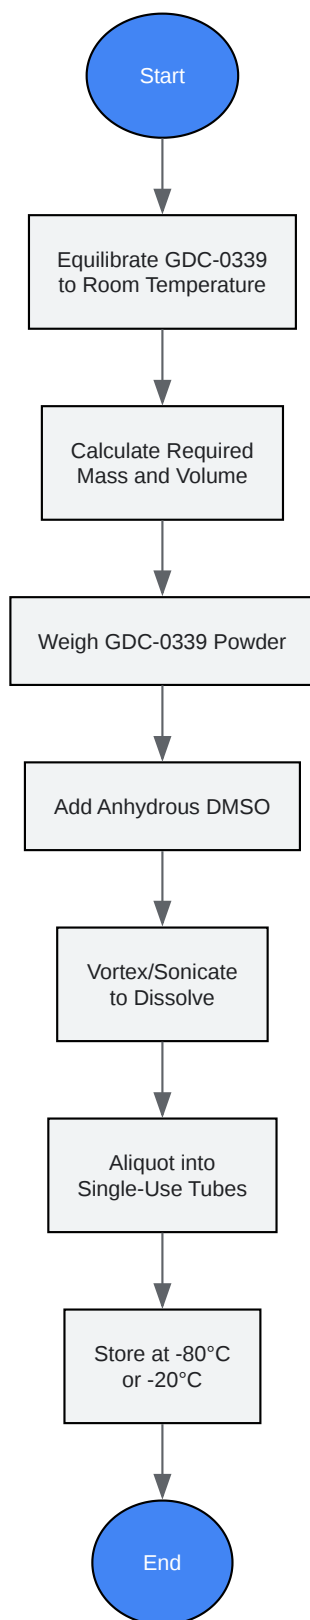 Start
Equilibrate GDC-0339
to Room Temperature
Calculate Required
Mass and Volume
Weigh GDC-0339 Powder
Add Anhydrous DMSO
Vortex/Sonicate
to Dissolve
Aliquot into
Single-Use Tubes
Store at -80°C
or -20°C
End